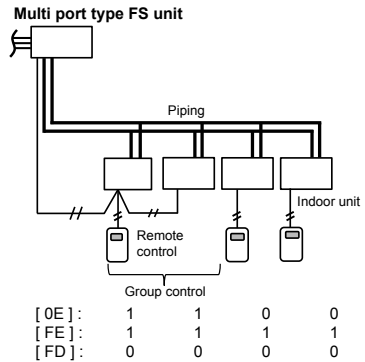 Multi port type FS unit
Piping
Indoor unit
Remote
control
Group control
[ 0E ] : 1 1 0 0
[ FE ] : 1 1 1 1
[ FD ] : 0 0 0 0